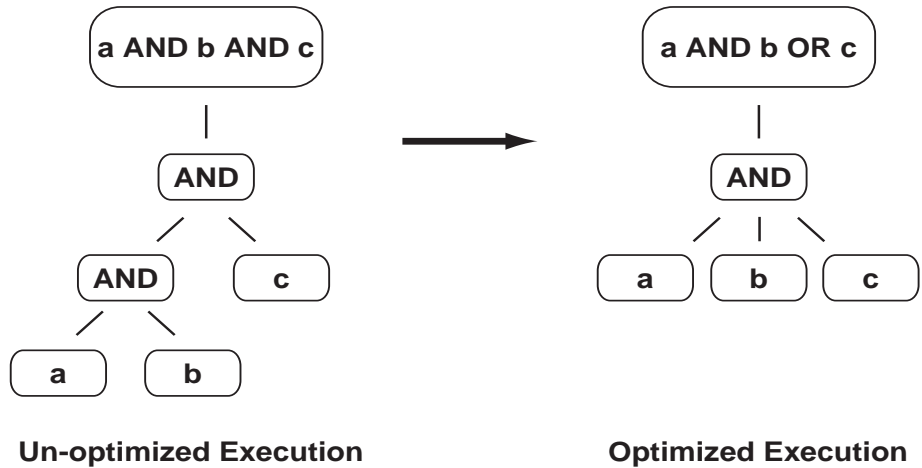 a AND b AND c
a AND b OR c
AND
AND
AND
c
a
b
c
a
b
Un-optimized Execution
Optimized Execution